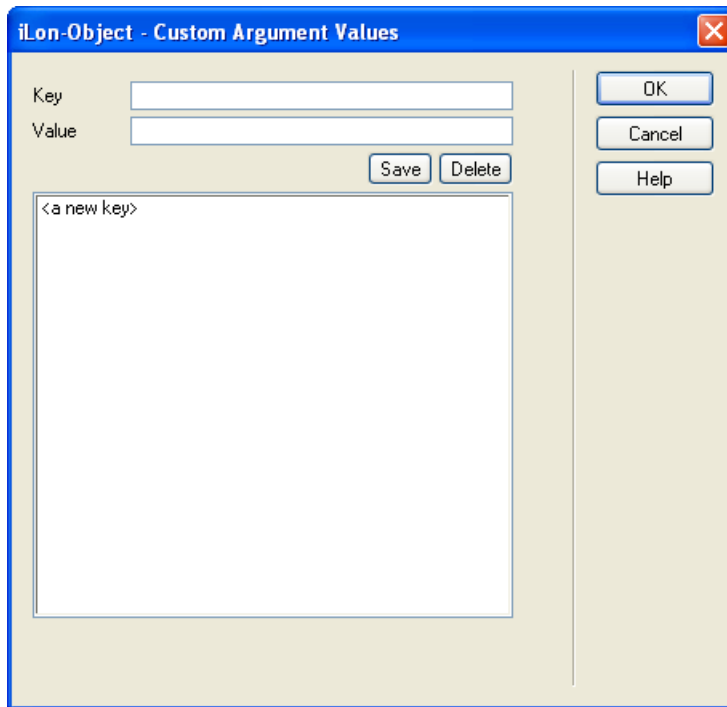 iLon-Object - Custom Argument Values
Key
Value
Save Delete
<a new key>
OK
Cancel
Help